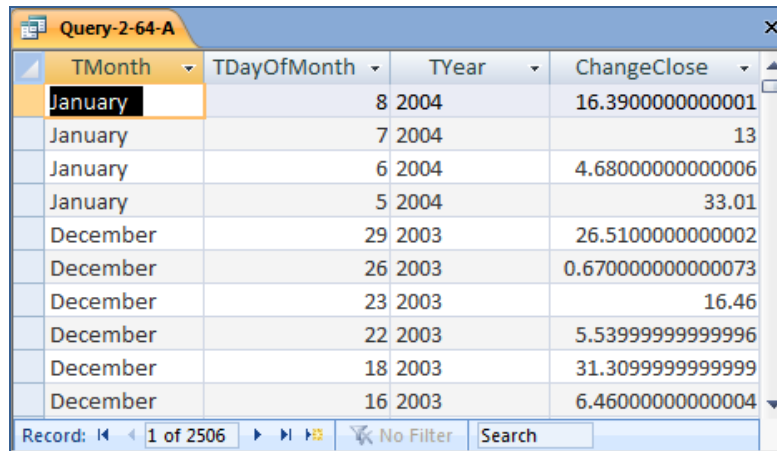 Query-2-64-A
TMonth TDayOfMonth TYear ChangeClose
January 8 2004 16.3900000000001
January 7 2004 13
January 6 2004 4.68000000000006
January 5 2004 33.01
December 29 2003 26.5100000000002
December 26 2003 0.670000000000073
December 23 2003 16.46
December 22 2003 5.53999999999996
December 18 2003 31.3099999999999
December 16 2003 6.46000000000004
Record: 1 of 2506 No Filter Search